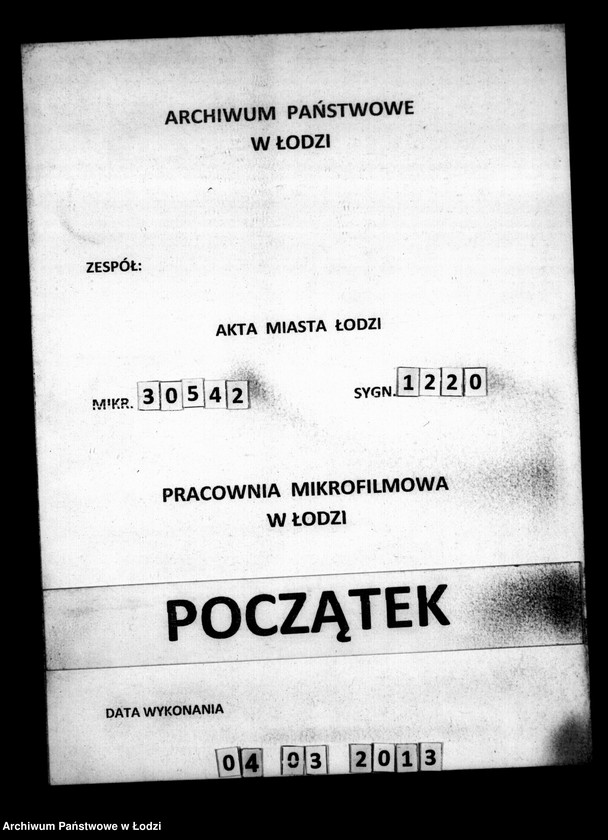 ARCHIWUM PAŃSTWOWE
W ŁODZI
ZESPÓŁ:
AKTA MIASTA ŁODZI
MIKR. 30542 SYGN. 1220
PRACOWNIA MIKROFILMOWA
W ŁODZI
POCZĄTEK
DATA WYKONANIA
04 03 2013
Archiwum Państwowe w Łodzi